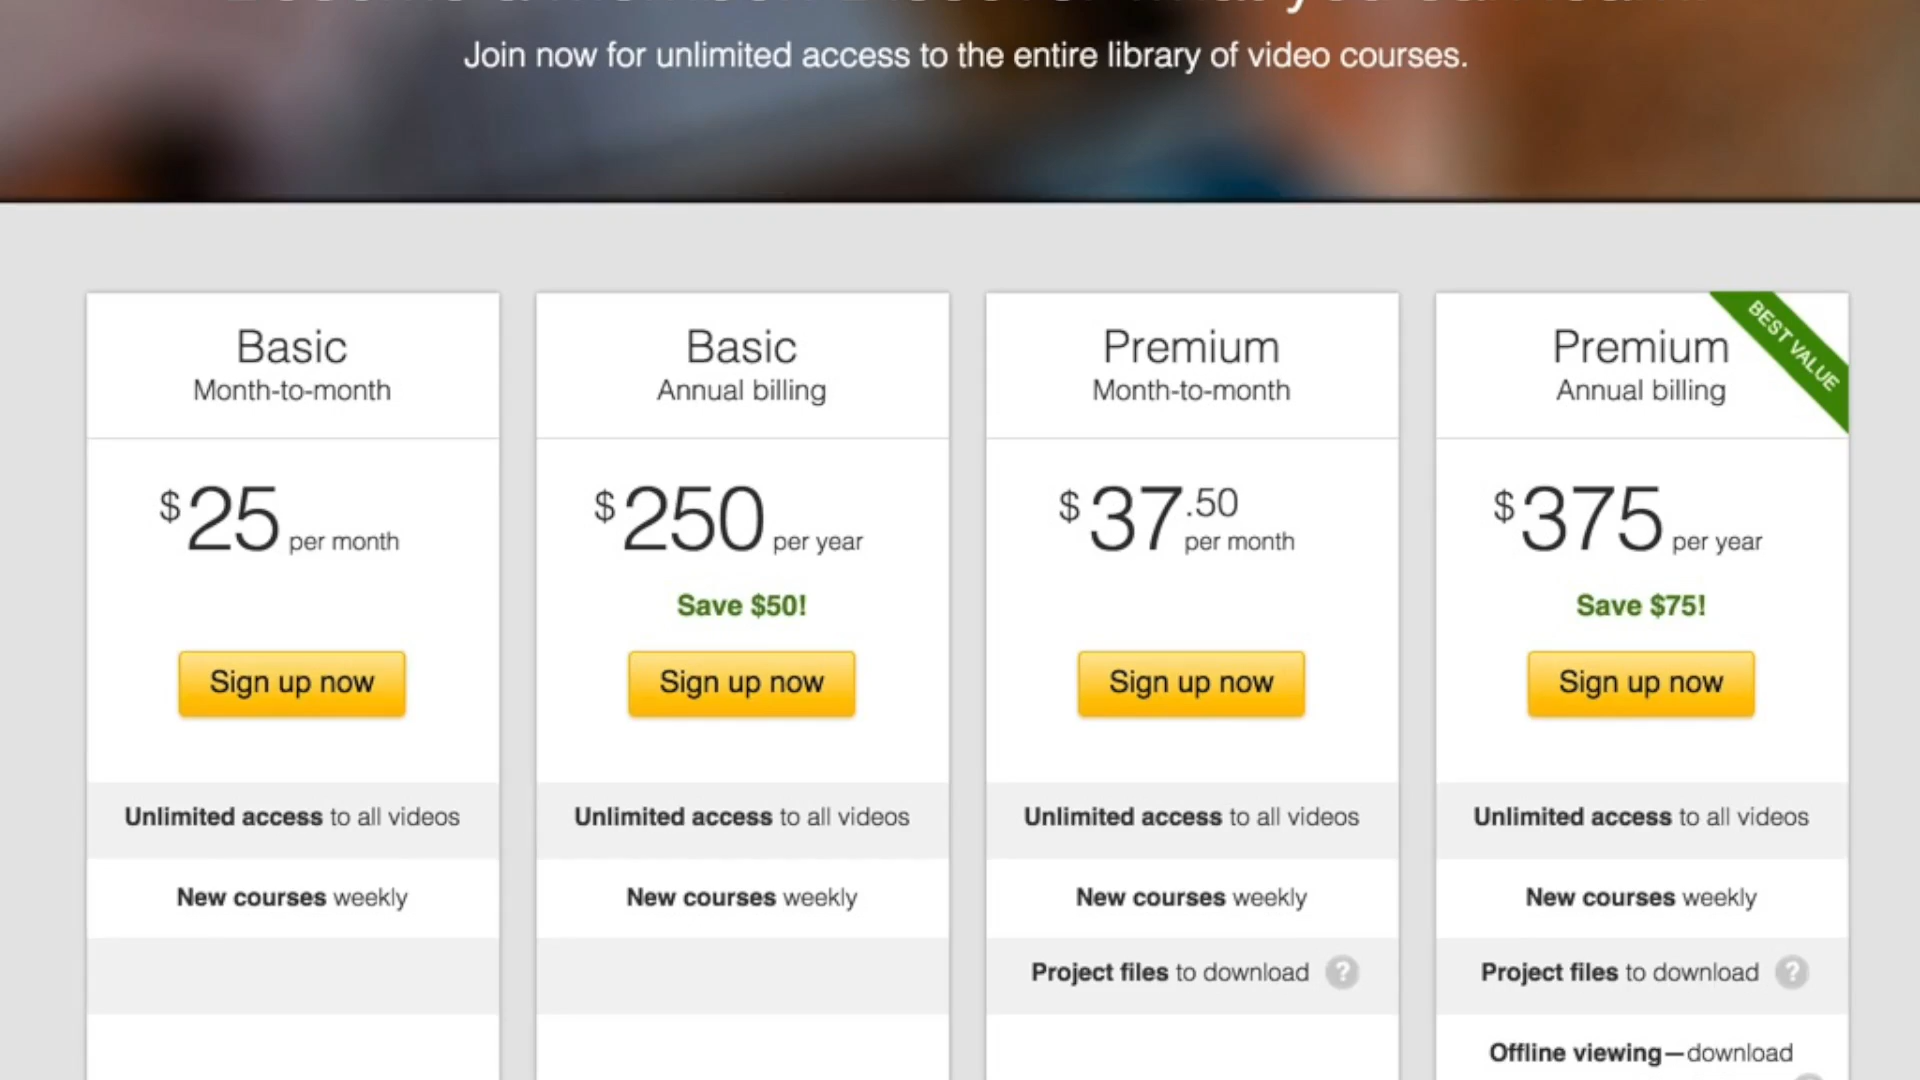 Join now for unlimited access to the entire library of video courses.
Basic
Month-to-month
$25 per month
Sign up now
Unlimited access to all videos
New courses weekly
Basic
Annual billing
$250 per year
Save $50!
Sign up now
Unlimited access to all videos
New courses weekly
Premium
Month-to-month
$37.50 per month
Sign up now
Unlimited access to all videos
New courses weekly
Project files to download ?
BEST VALUE
Premium
Annual billing
$375 per year
Save $75!
Sign up now
Unlimited access to all videos
New courses weekly
Project files to download ?
Offline viewing—download